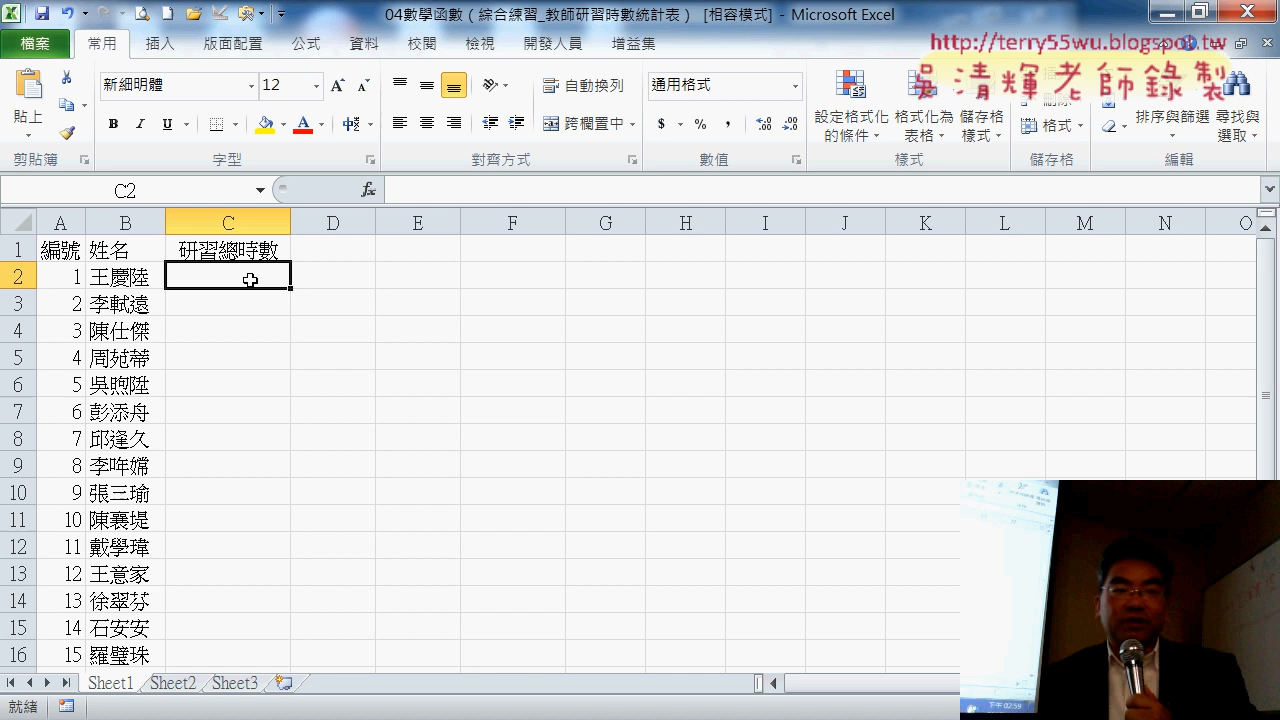 04數學函數（綜合練習_教師研習時數統計表） [相容模式] - Microsoft Excel
檔案 常用 插入 版面配置 公式 資料 校閱 檢視 開發人員 增益集
http://terry55wu.blogspot.tw
吳清輝老師錄製
新細明體 12 自動換列 通用格式
貼上 B I U 跨欄置中 $ % , 設定格式化的條件 格式化為表格 儲存格樣式 格式 排序與篩選 尋找與選取
剪貼簿 字型 對齊方式 數值 樣式 儲存格 編輯
C2 fx
A B C D E F G H I J K L M N O
1 編號 姓名 研習總時數
2 1 王慶陸
3 2 李軾遠
4 3 陳仕傑
5 4 周苑蒂
6 5 吳煦陞
7 6 彭添舟
8 7 邱逢久
9 8 李哖嫦
10 9 張三瑜
11 10 陳襄堤
12 11 戴學瑋
13 12 王意家
14 13 徐翠芬
15 14 石安安
16 15 羅璧珠
Sheet1 Sheet2 Sheet3
就緒
下午 02:59